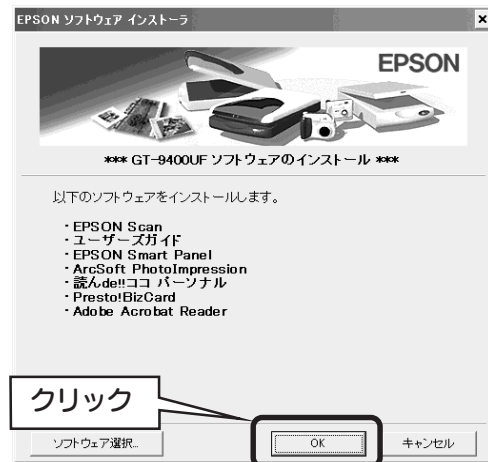 EPSON ソフトウェア インストーラ
EPSON
*** GT-9400UF ソフトウェアのインストール ***
以下のソフトウェアをインストールします。
・EPSON Scan
・ユーザーズガイド
・EPSON Smart Panel
・ArcSoft PhotoImpression
・読んde!!ココ パーソナル
・Presto!BizCard
・Adobe Acrobat Reader
クリック
ソフトウェア選択...
OK
キャンセル